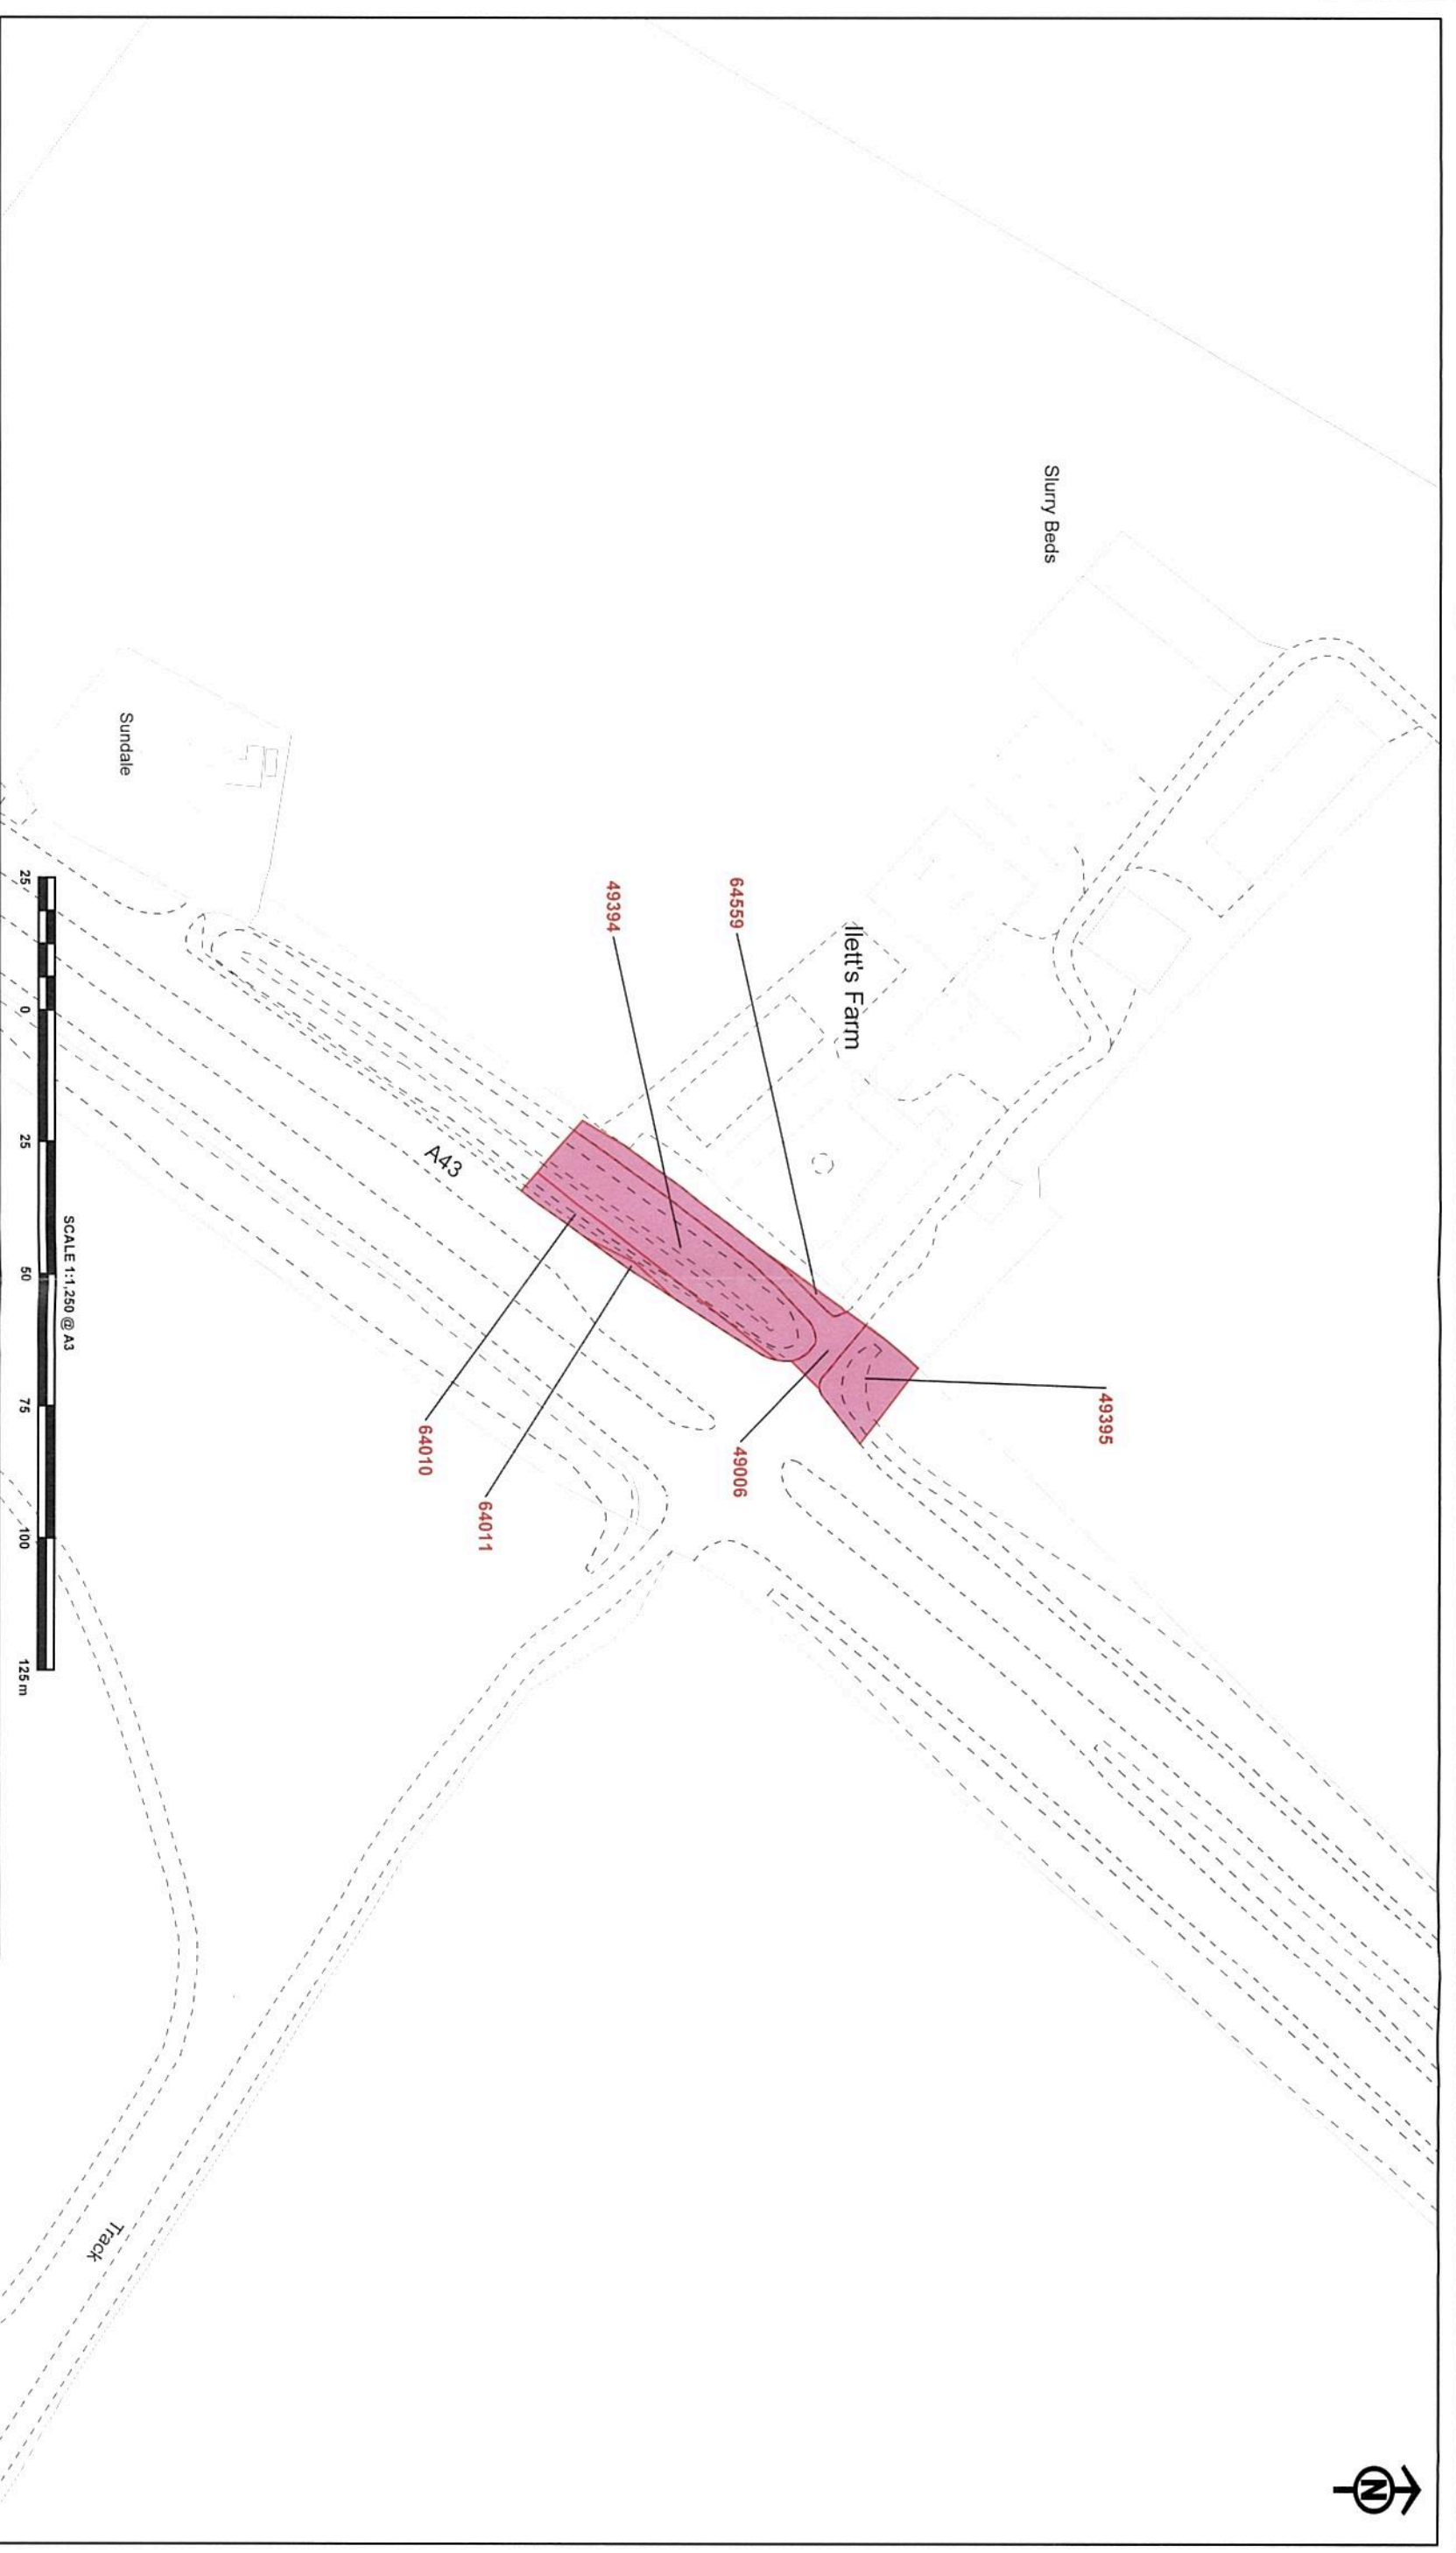 N
Slurry Beds
49395
Ilett's Farm
64559
49006
49394
64011
A43
64010
Sundale
Track
SCALE 1:1,250 @ A3
25 0 25 50 75 100 125 m